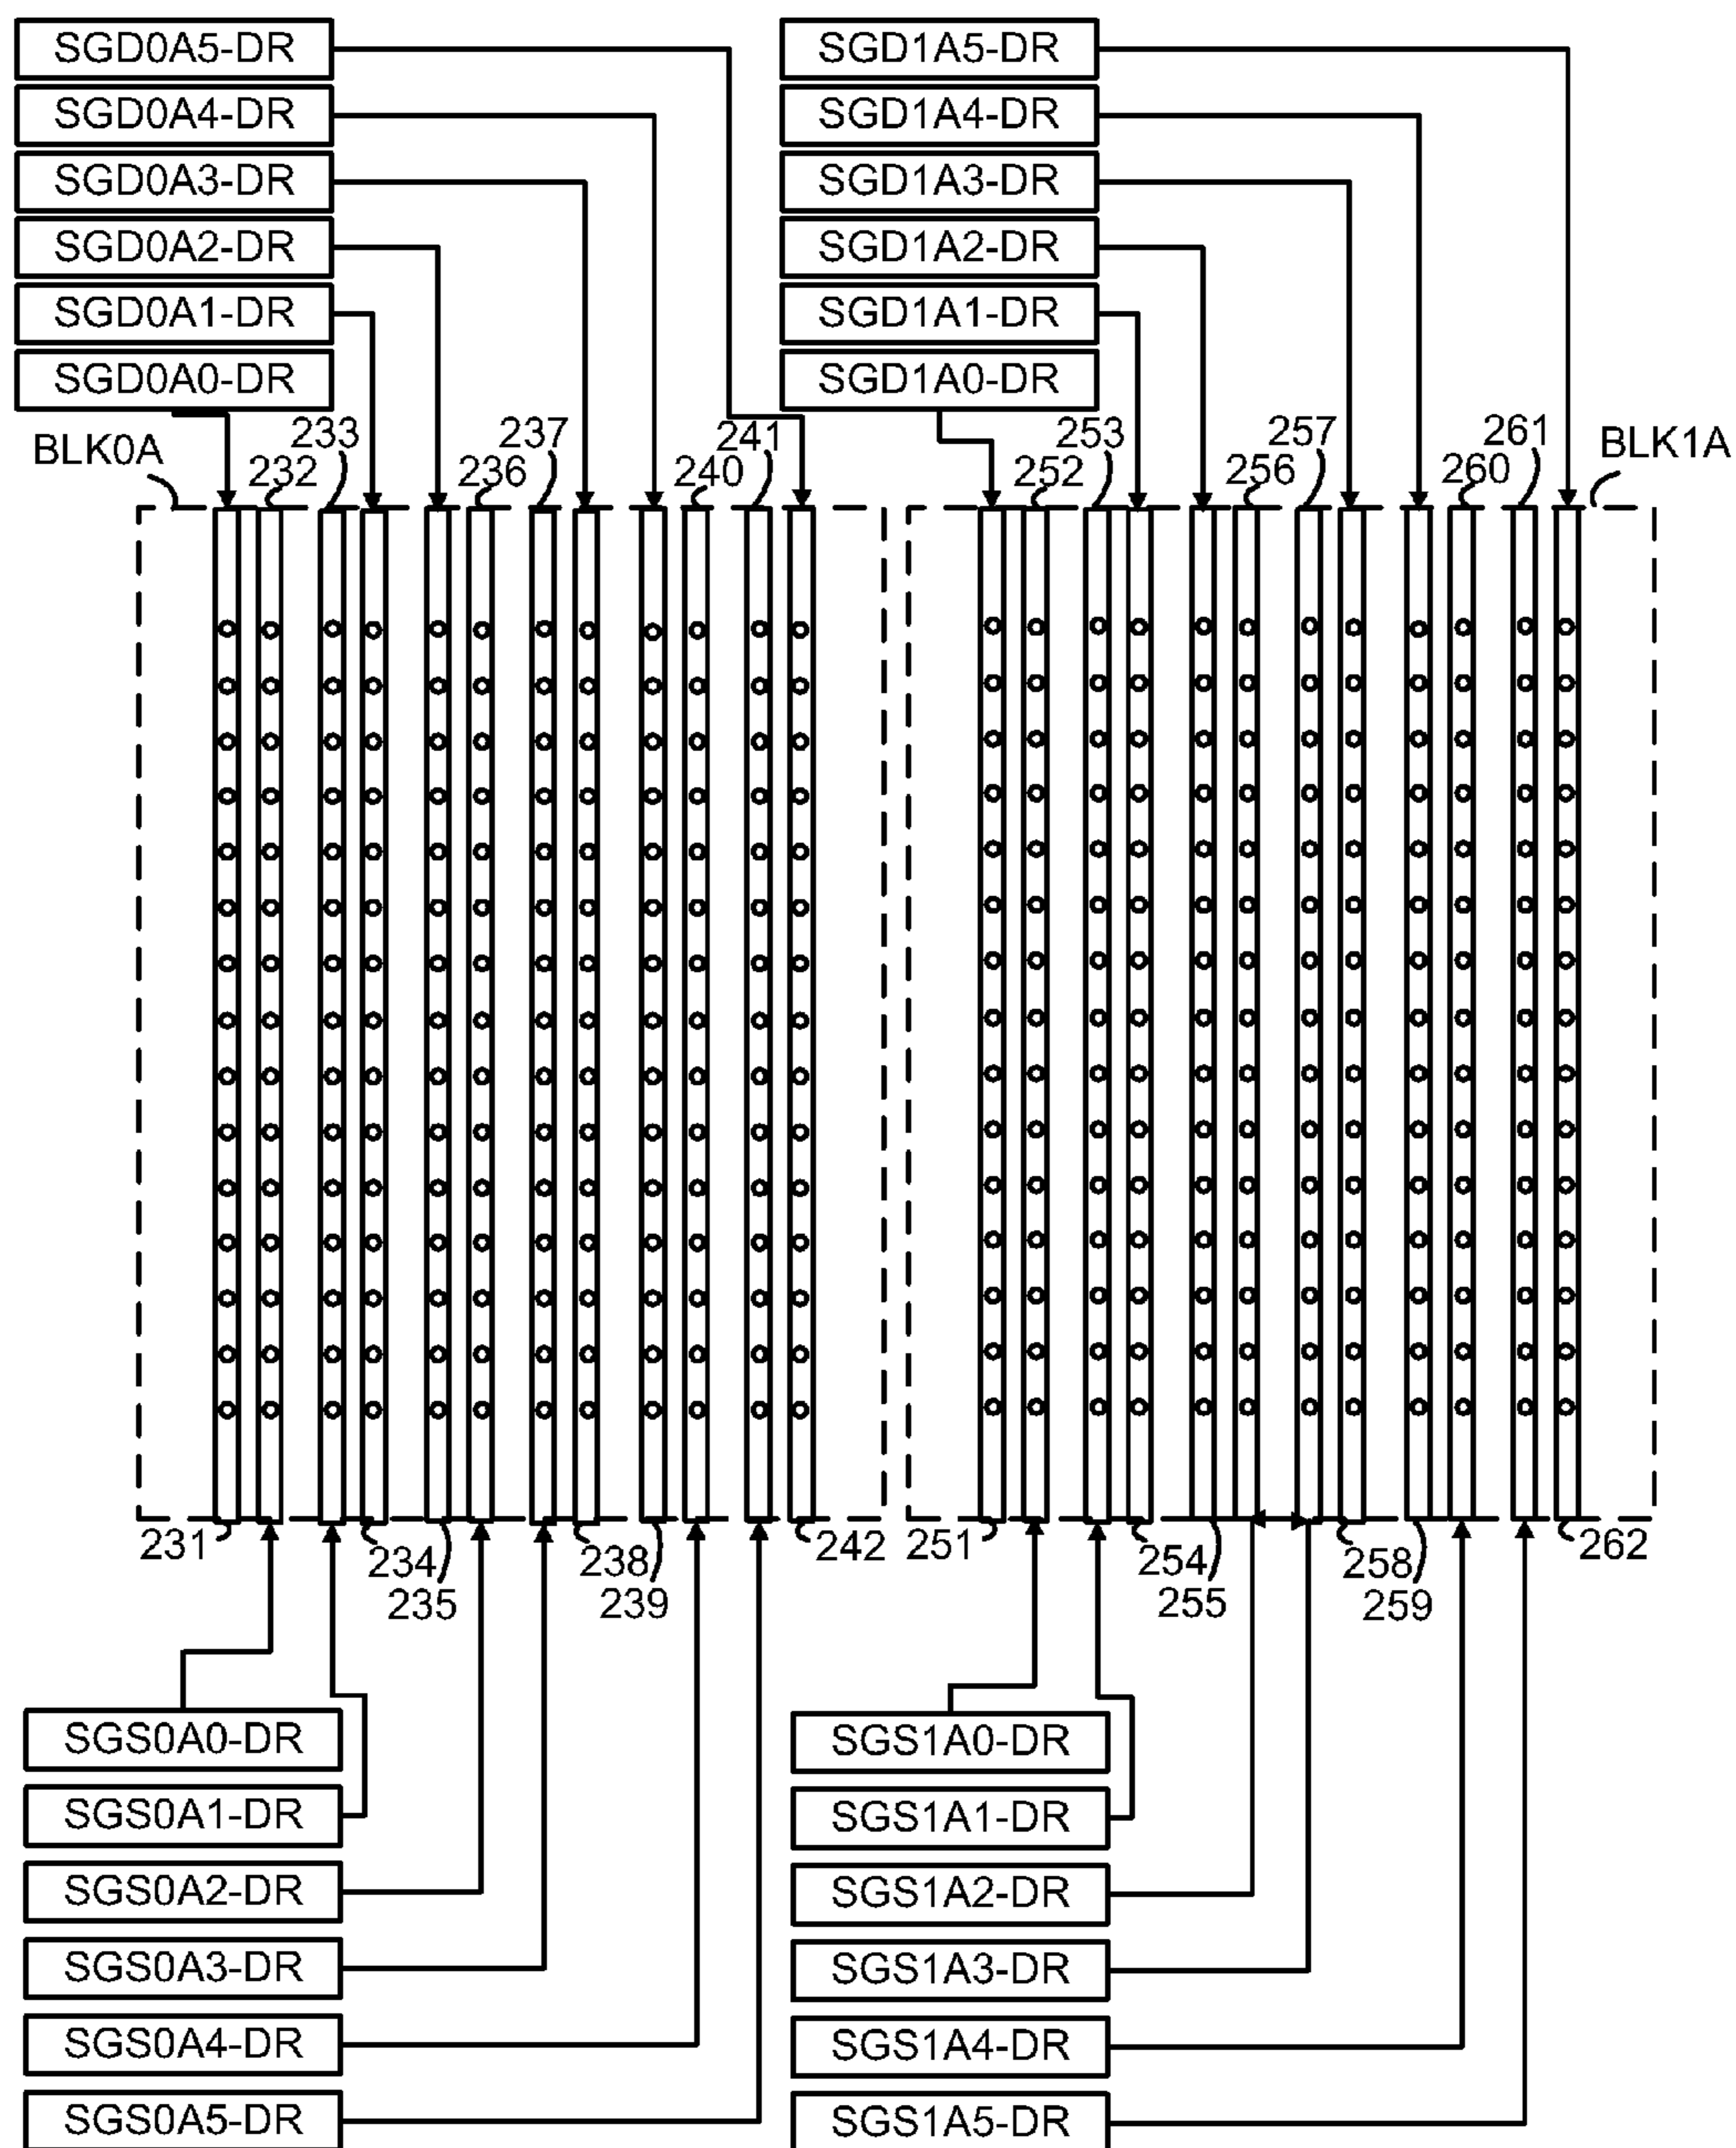 SGD0A5-DR
SGD0A4-DR
SGD0A3-DR
SGD0A2-DR
SGD0A1-DR
SGD0A0-DR
SGD1A5-DR
SGD1A4-DR
SGD1A3-DR
SGD1A2-DR
SGD1A1-DR
SGD1A0-DR
BLK0A
232
233
236
237
240
241
252
253
256
257
260
261
BLK1A
231
234
235
238
239
242
251
254
255
258
259
262
SGS0A0-DR
SGS0A1-DR
SGS0A2-DR
SGS0A3-DR
SGS0A4-DR
SGS0A5-DR
SGS1A0-DR
SGS1A1-DR
SGS1A2-DR
SGS1A3-DR
SGS1A4-DR
SGS1A5-DR